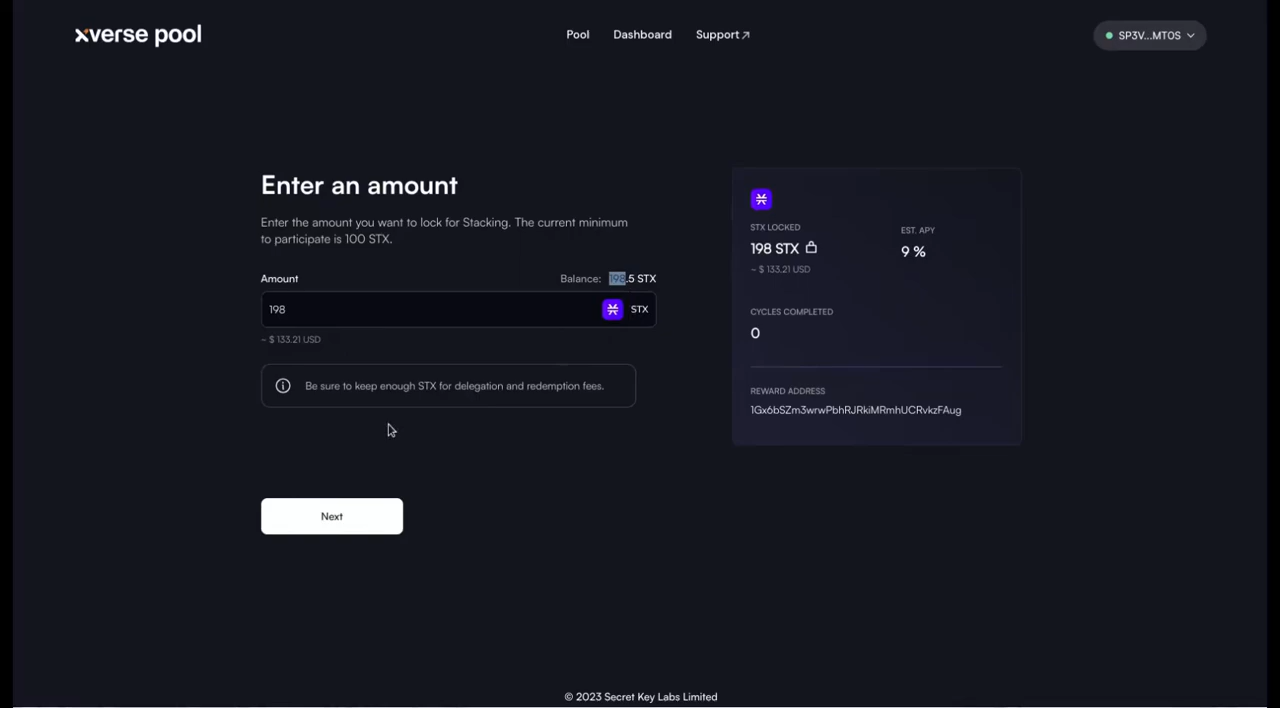 xverse pool
Pool
Dashboard
Support
SP3V...MT0S
Enter an amount
Enter the amount you want to lock for Stacking. The current minimum
to participate is 100 STX.
Amount
Balance: 198.5 STX
198
STX
~ $ 133.21 USD
Be sure to keep enough STX for delegation and redemption fees.
Next
STX LOCKED
198 STX
~ $ 133.21 USD
EST. APY
9 %
CYCLES COMPLETED
0
REWARD ADDRESS
1Gx6bSZm3wrwPbhRJRkiMRmhUCRvkzFAug
© 2023 Secret Key Labs Limited